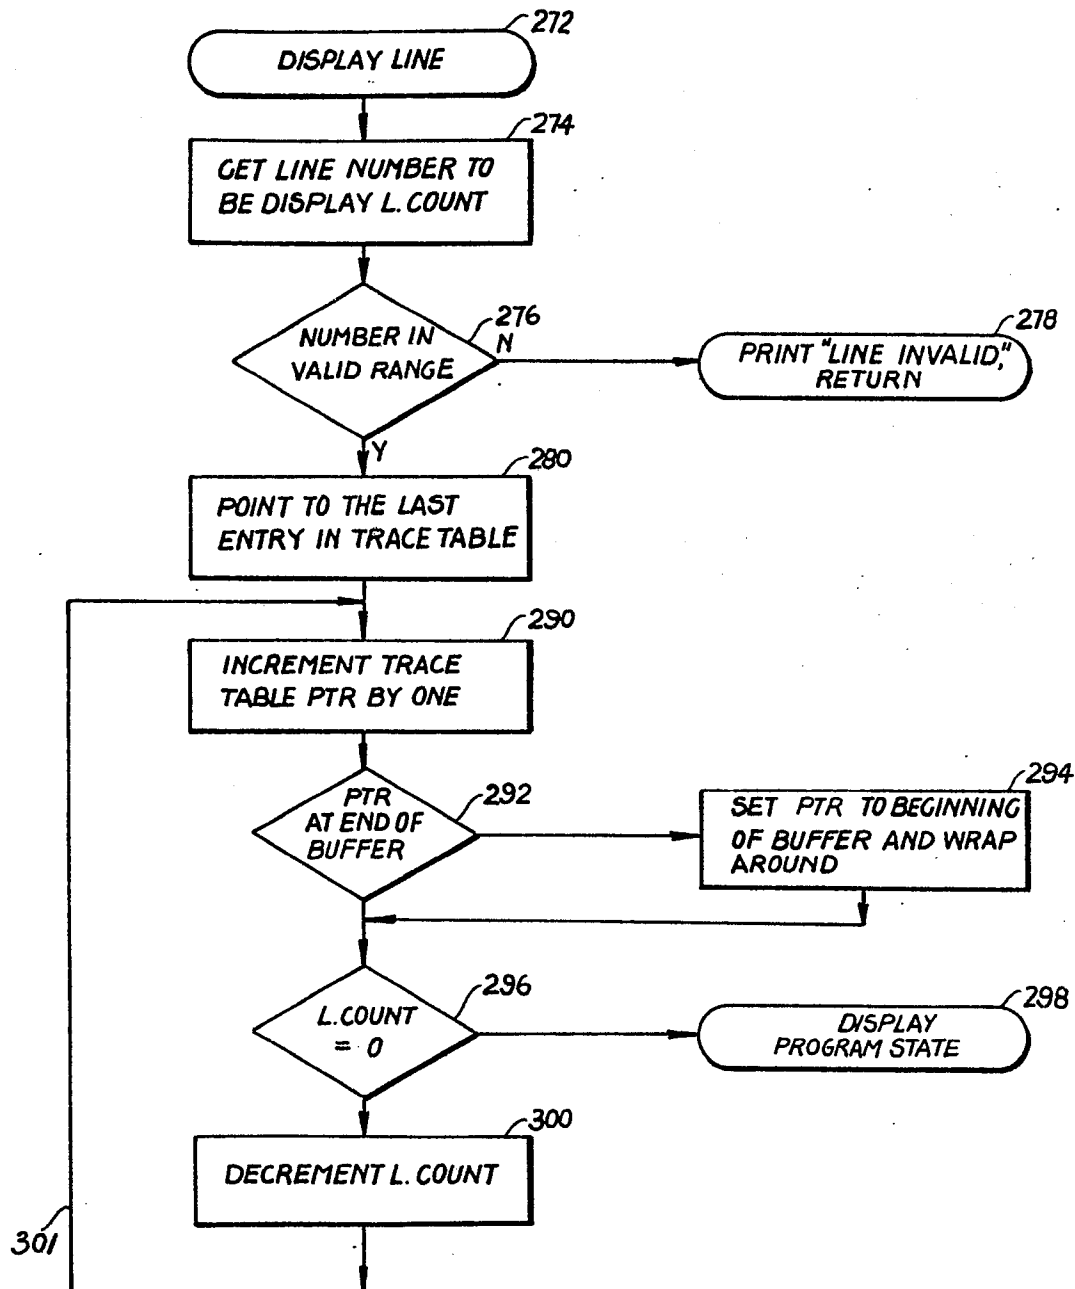 272
DISPLAY LINE
274
GET LINE NUMBER TO
BE DISPLAY L. COUNT
276
NUMBER IN
VALID RANGE
N
278
PRINT "LINE INVALID,"
RETURN
Y
280
POINT TO THE LAST
ENTRY IN TRACE TABLE
290
INCREMENT TRACE
TABLE PTR BY ONE
292
PTR
AT END OF
BUFFER
294
SET PTR TO BEGINNING
OF BUFFER AND WRAP
AROUND
296
L. COUNT
= 0
298
DISPLAY
PROGRAM STATE
300
DECREMENT L. COUNT
301